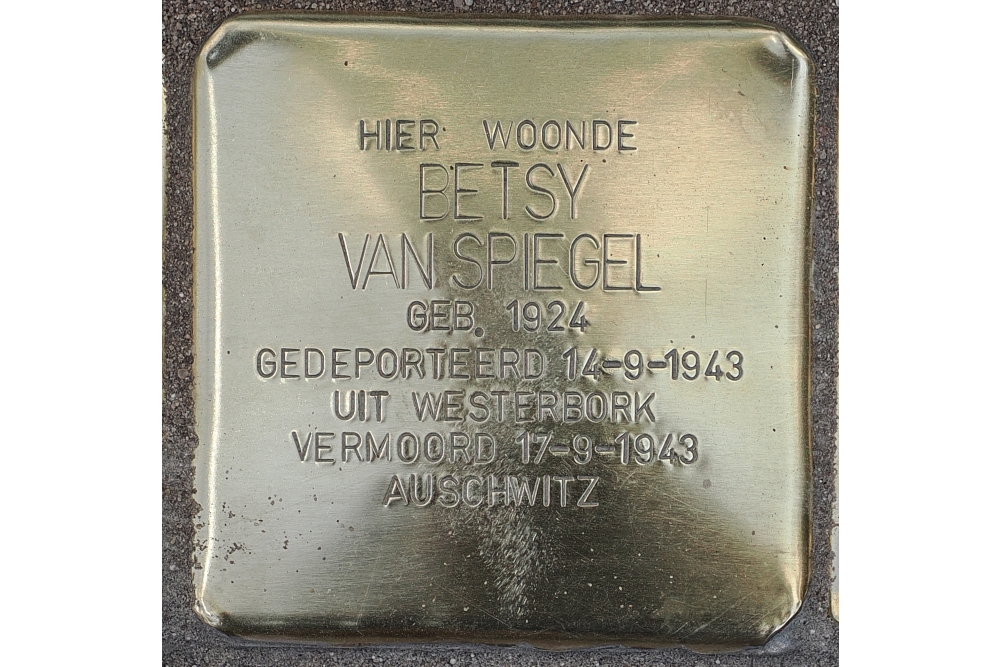 HIER WOONDE
BETSY
VAN SPIEGEL
GEB. 1924
GEDEPORTEERD 14-9-1943
UIT WESTERBORK
VERMOORD 17-9-1943
AUSCHWITZ